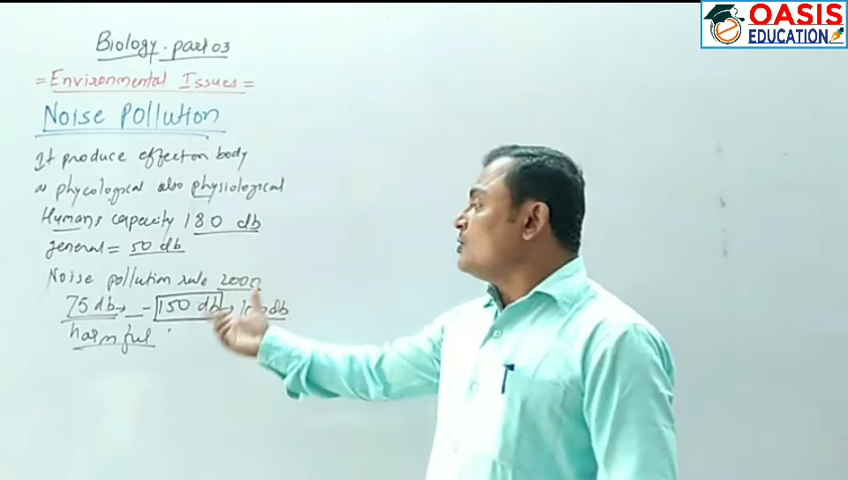 OASIS
EDUCATION
Biology. part 03
= Environmental Issues =
Noise Pollution
It produce effect on body
as phycological also physiological
Humans capacity 180 db
general = 50 db
Noise pollution rule 2000
75 db → - 150 db →
harmful